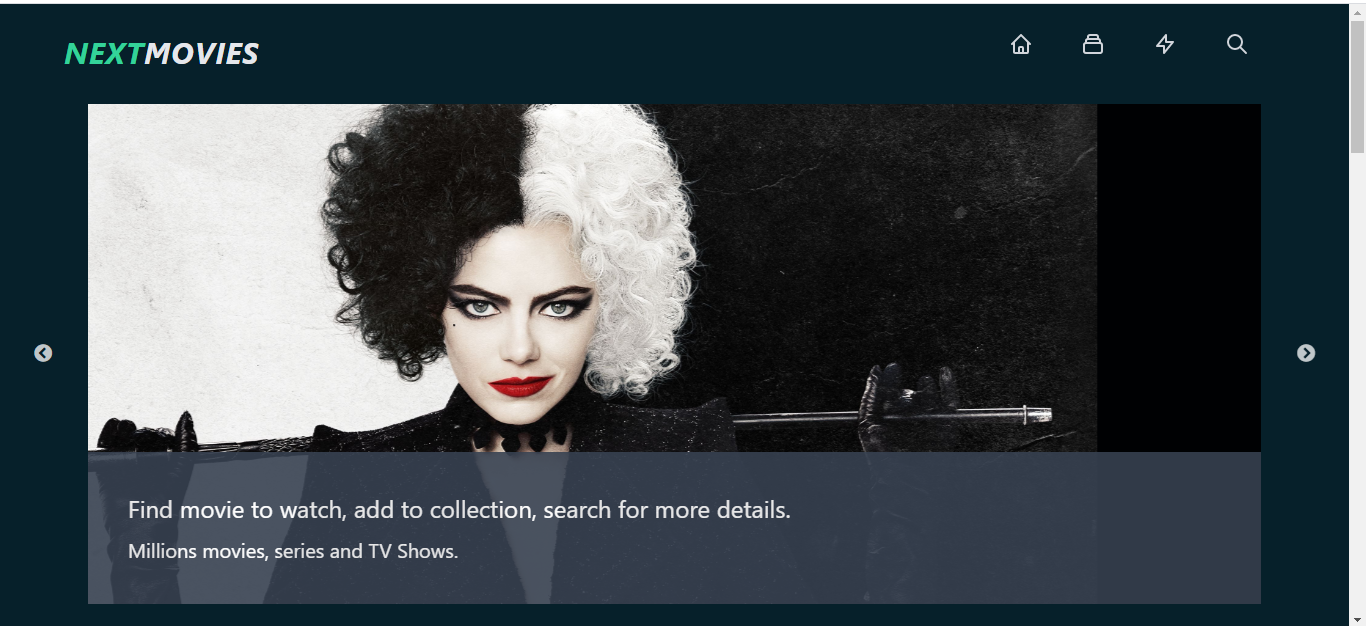 NEXTMOVIES
Find movie to watch, add to collection, search for more details.
Millions movies, series and TV Shows.